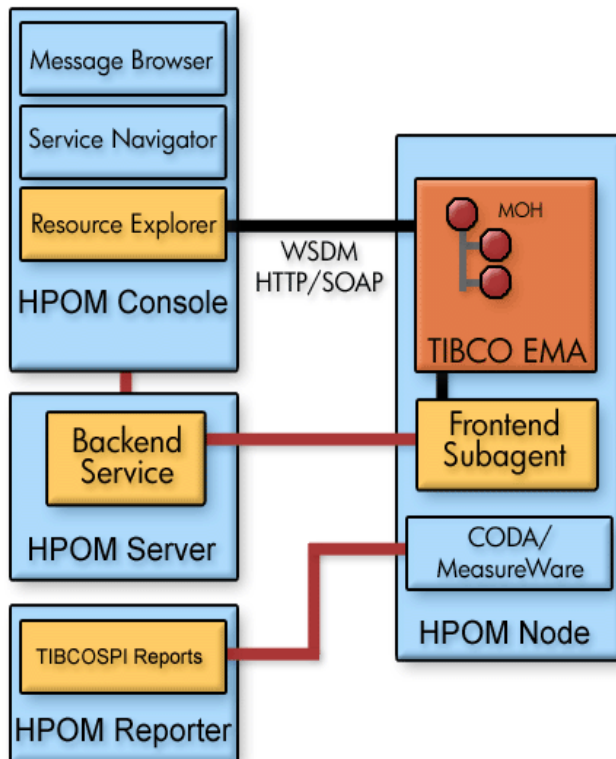 Message Browser
Service Navigator
Resource Explorer
HPOM Console
WSDM
HTTP/SOAP
MOH
TIBCO EMA
Backend
Service
HPOM Server
Frontend
Subagent
CODA/
MeasureWare
HPOM Node
TIBCOSPI Reports
HPOM Reporter